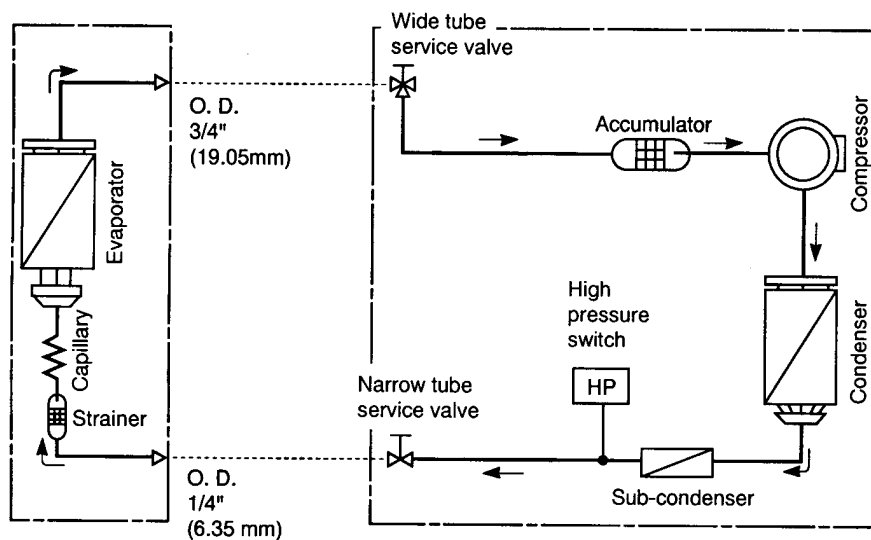 Wide tube
service valve
O. D.
3/4"
(19.05mm)
Accumulator
Compressor
Evaporator
High
pressure
switch
HP
Condenser
Capillary
Strainer
Narrow tube
service valve
Sub-condenser
O. D.
1/4"
(6.35 mm)